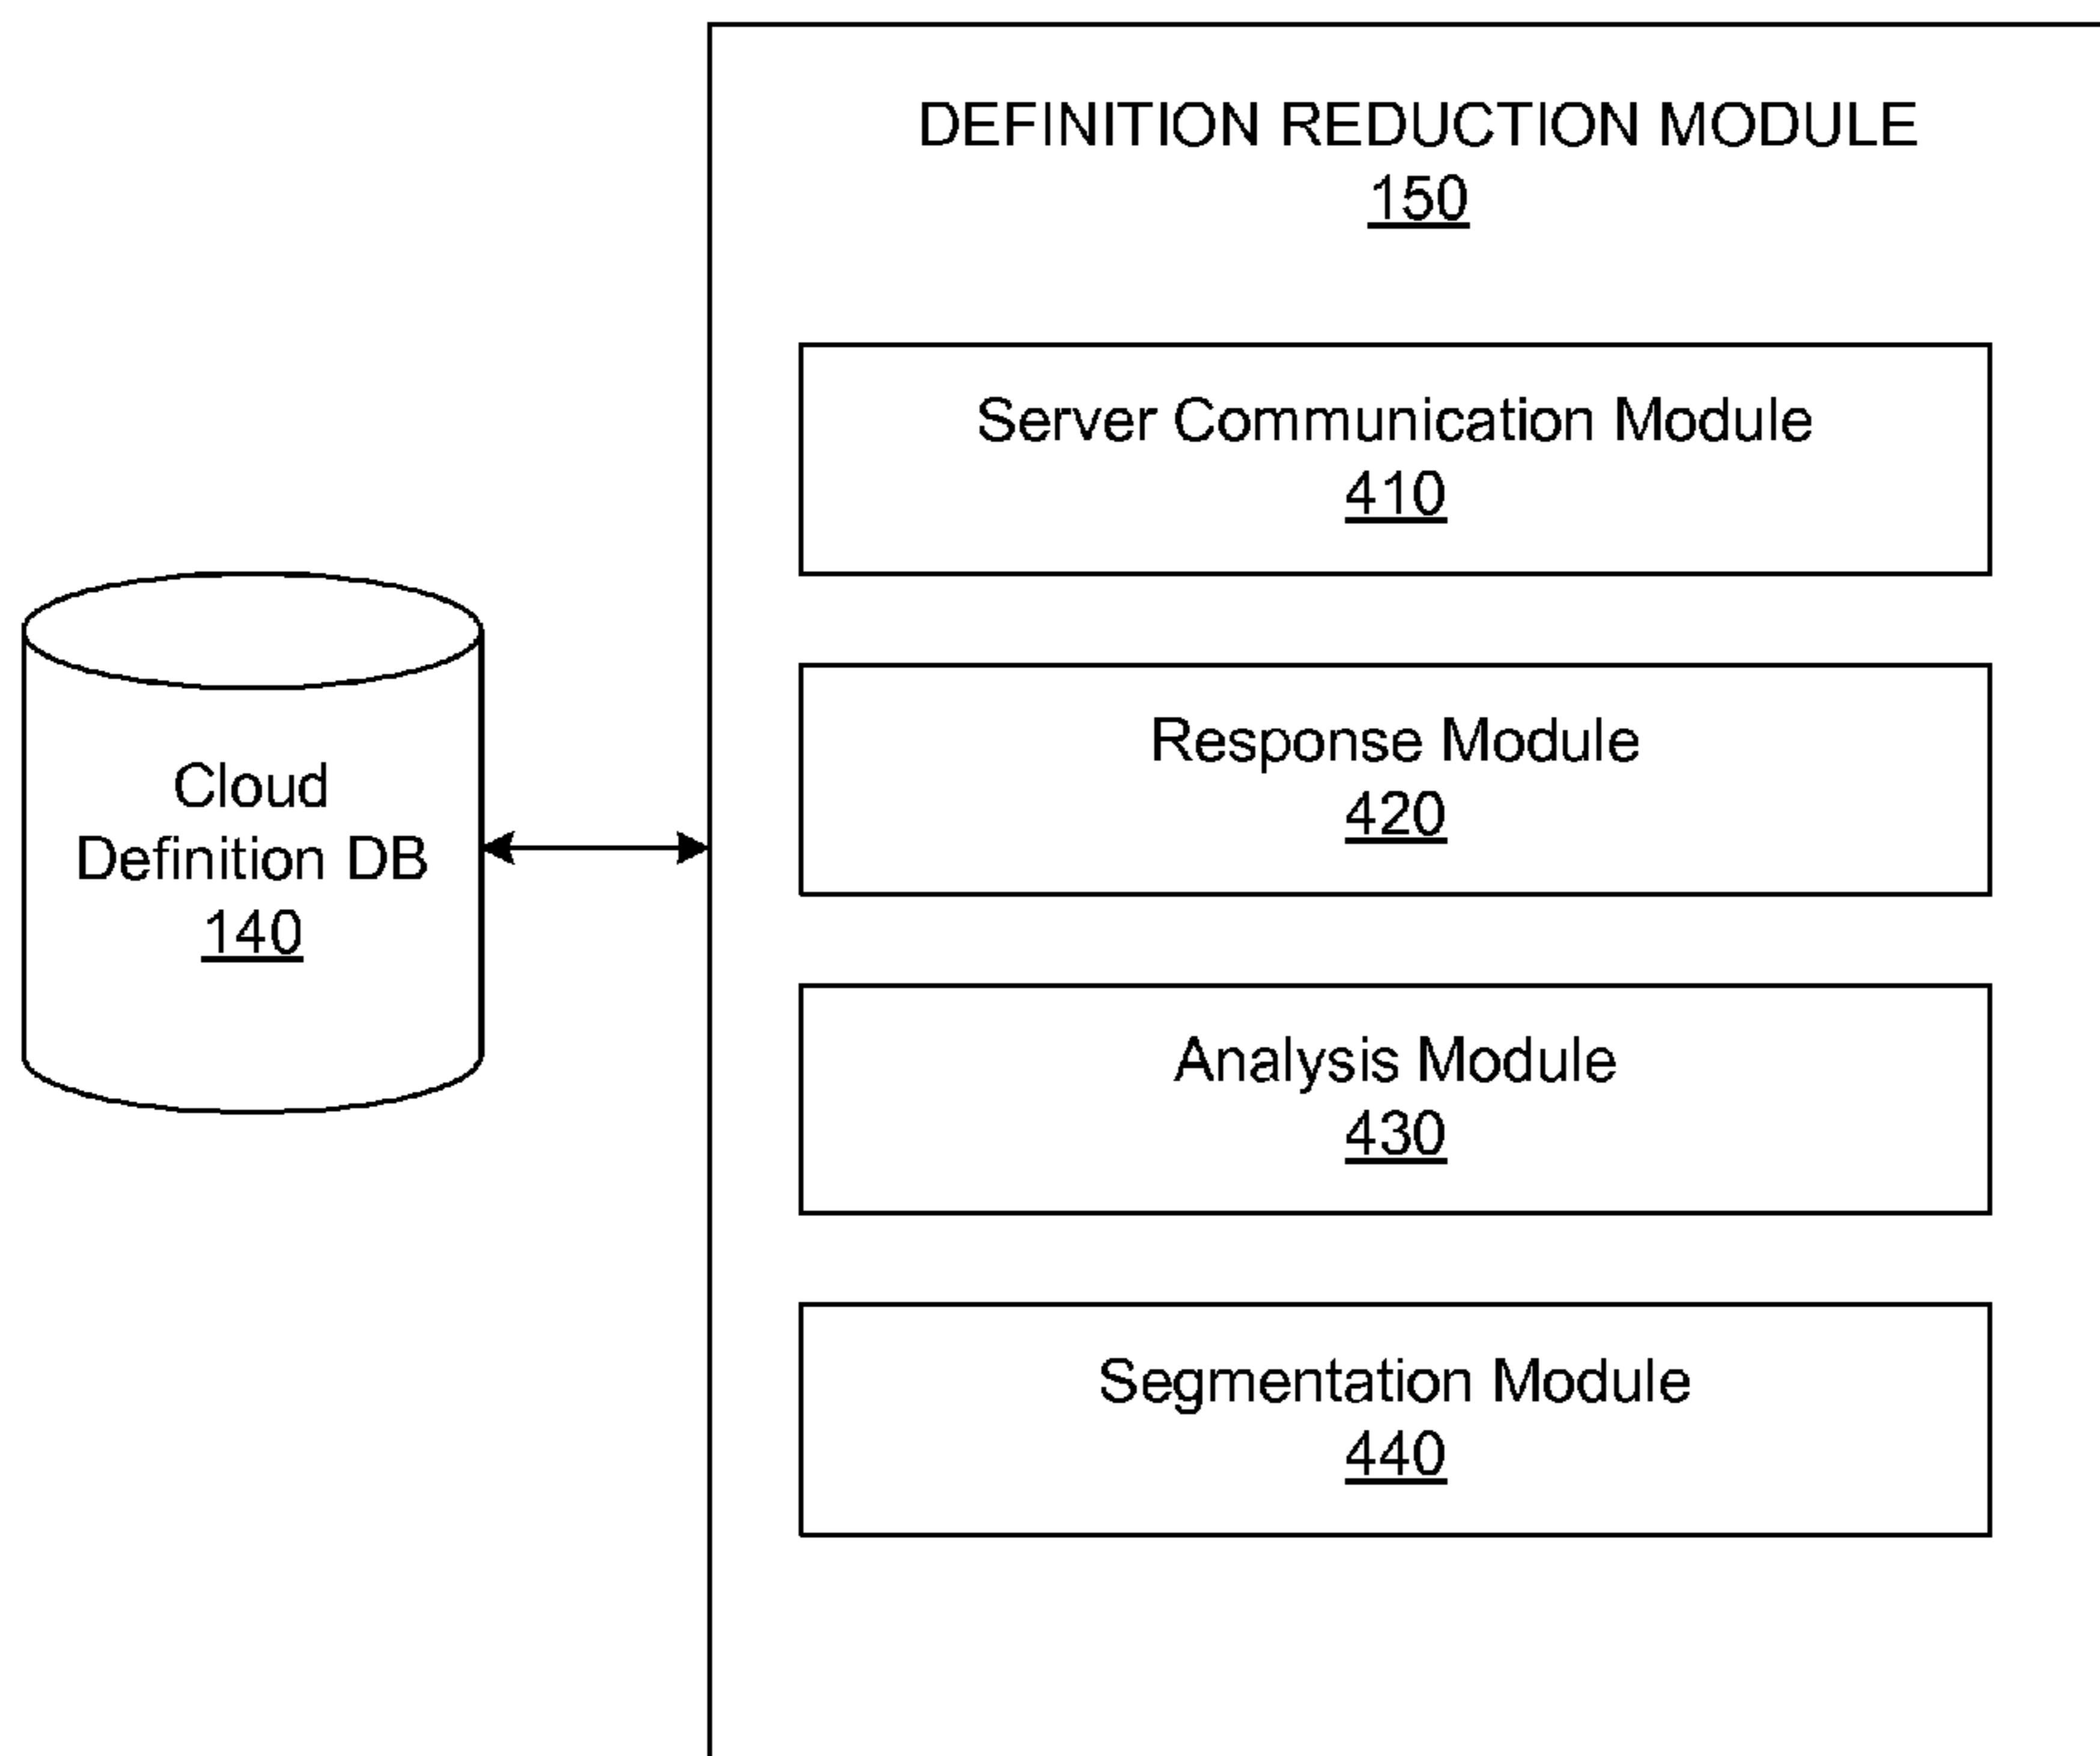 DEFINITION REDUCTION MODULE
150
Server Communication Module
410
Response Module
420
Cloud
Definition DB
140
Analysis Module
430
Segmentation Module
440